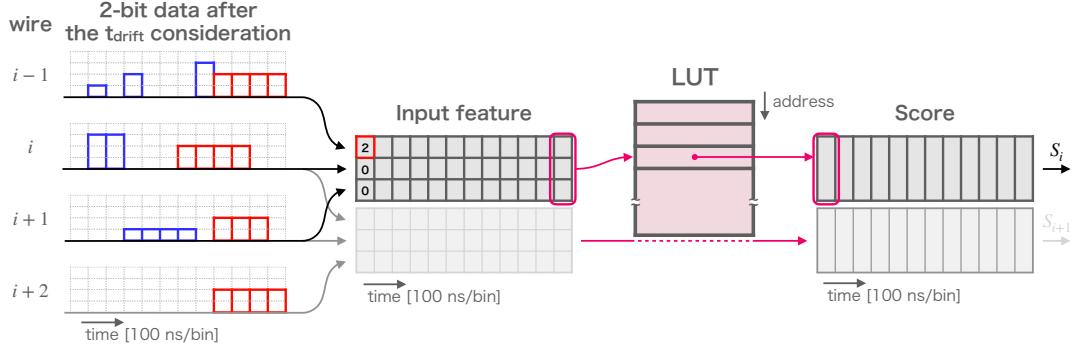 wire
2-bit data after
the tdrift consideration
i − 1
i
i + 1
i + 2
time [100 ns/bin]
Input feature
2
0
0
time [100 ns/bin]
LUT
address
Score
Si
Si+1
time [100 ns/bin]